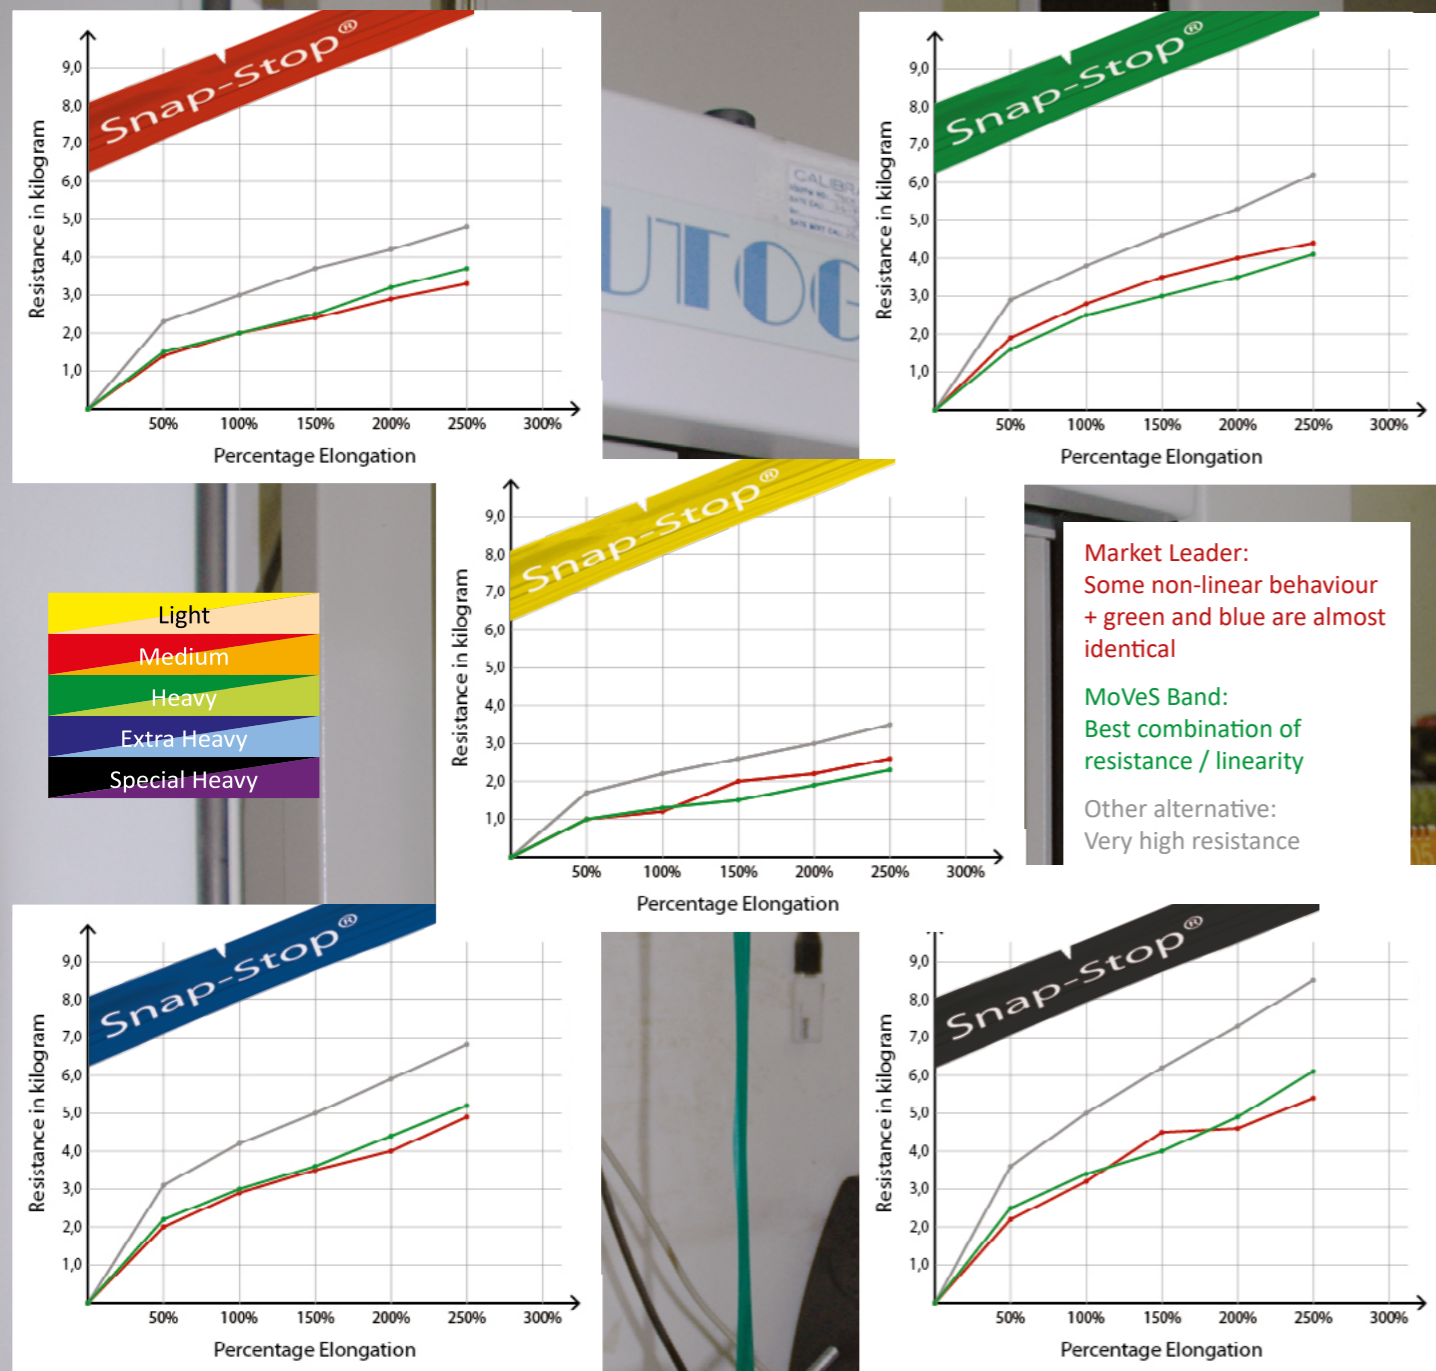 Snap-Stop®
9,0
8,0
7,0
6,0
5,0
4,0
3,0
2,0
1,0
Resistance in kilogram
50% 100% 150% 200% 250% 300%
Percentage Elongation
UTOG
CALIBRA
Snap-Stop®
9,0
8,0
7,0
6,0
5,0
4,0
3,0
2,0
1,0
Resistance in kilogram
50% 100% 150% 200% 250% 300%
Percentage Elongation
Light
Medium
Heavy
Extra Heavy
Special Heavy
Snap-Stop®
9,0
8,0
7,0
6,0
5,0
4,0
3,0
2,0
1,0
Resistance in kilogram
50% 100% 150% 200% 250% 300%
Percentage Elongation
Market Leader:
Some non-linear behaviour
+ green and blue are almost
identical
MoVeS Band:
Best combination of
resistance / linearity
Other alternative:
Very high resistance
Snap-Stop®
9,0
8,0
7,0
6,0
5,0
4,0
3,0
2,0
1,0
Resistance in kilogram
50% 100% 150% 200% 250% 300%
Percentage Elongation
Snap-Stop®
9,0
8,0
7,0
6,0
5,0
4,0
3,0
2,0
1,0
Resistance in kilogram
50% 100% 150% 200% 250% 300%
Percentage Elongation